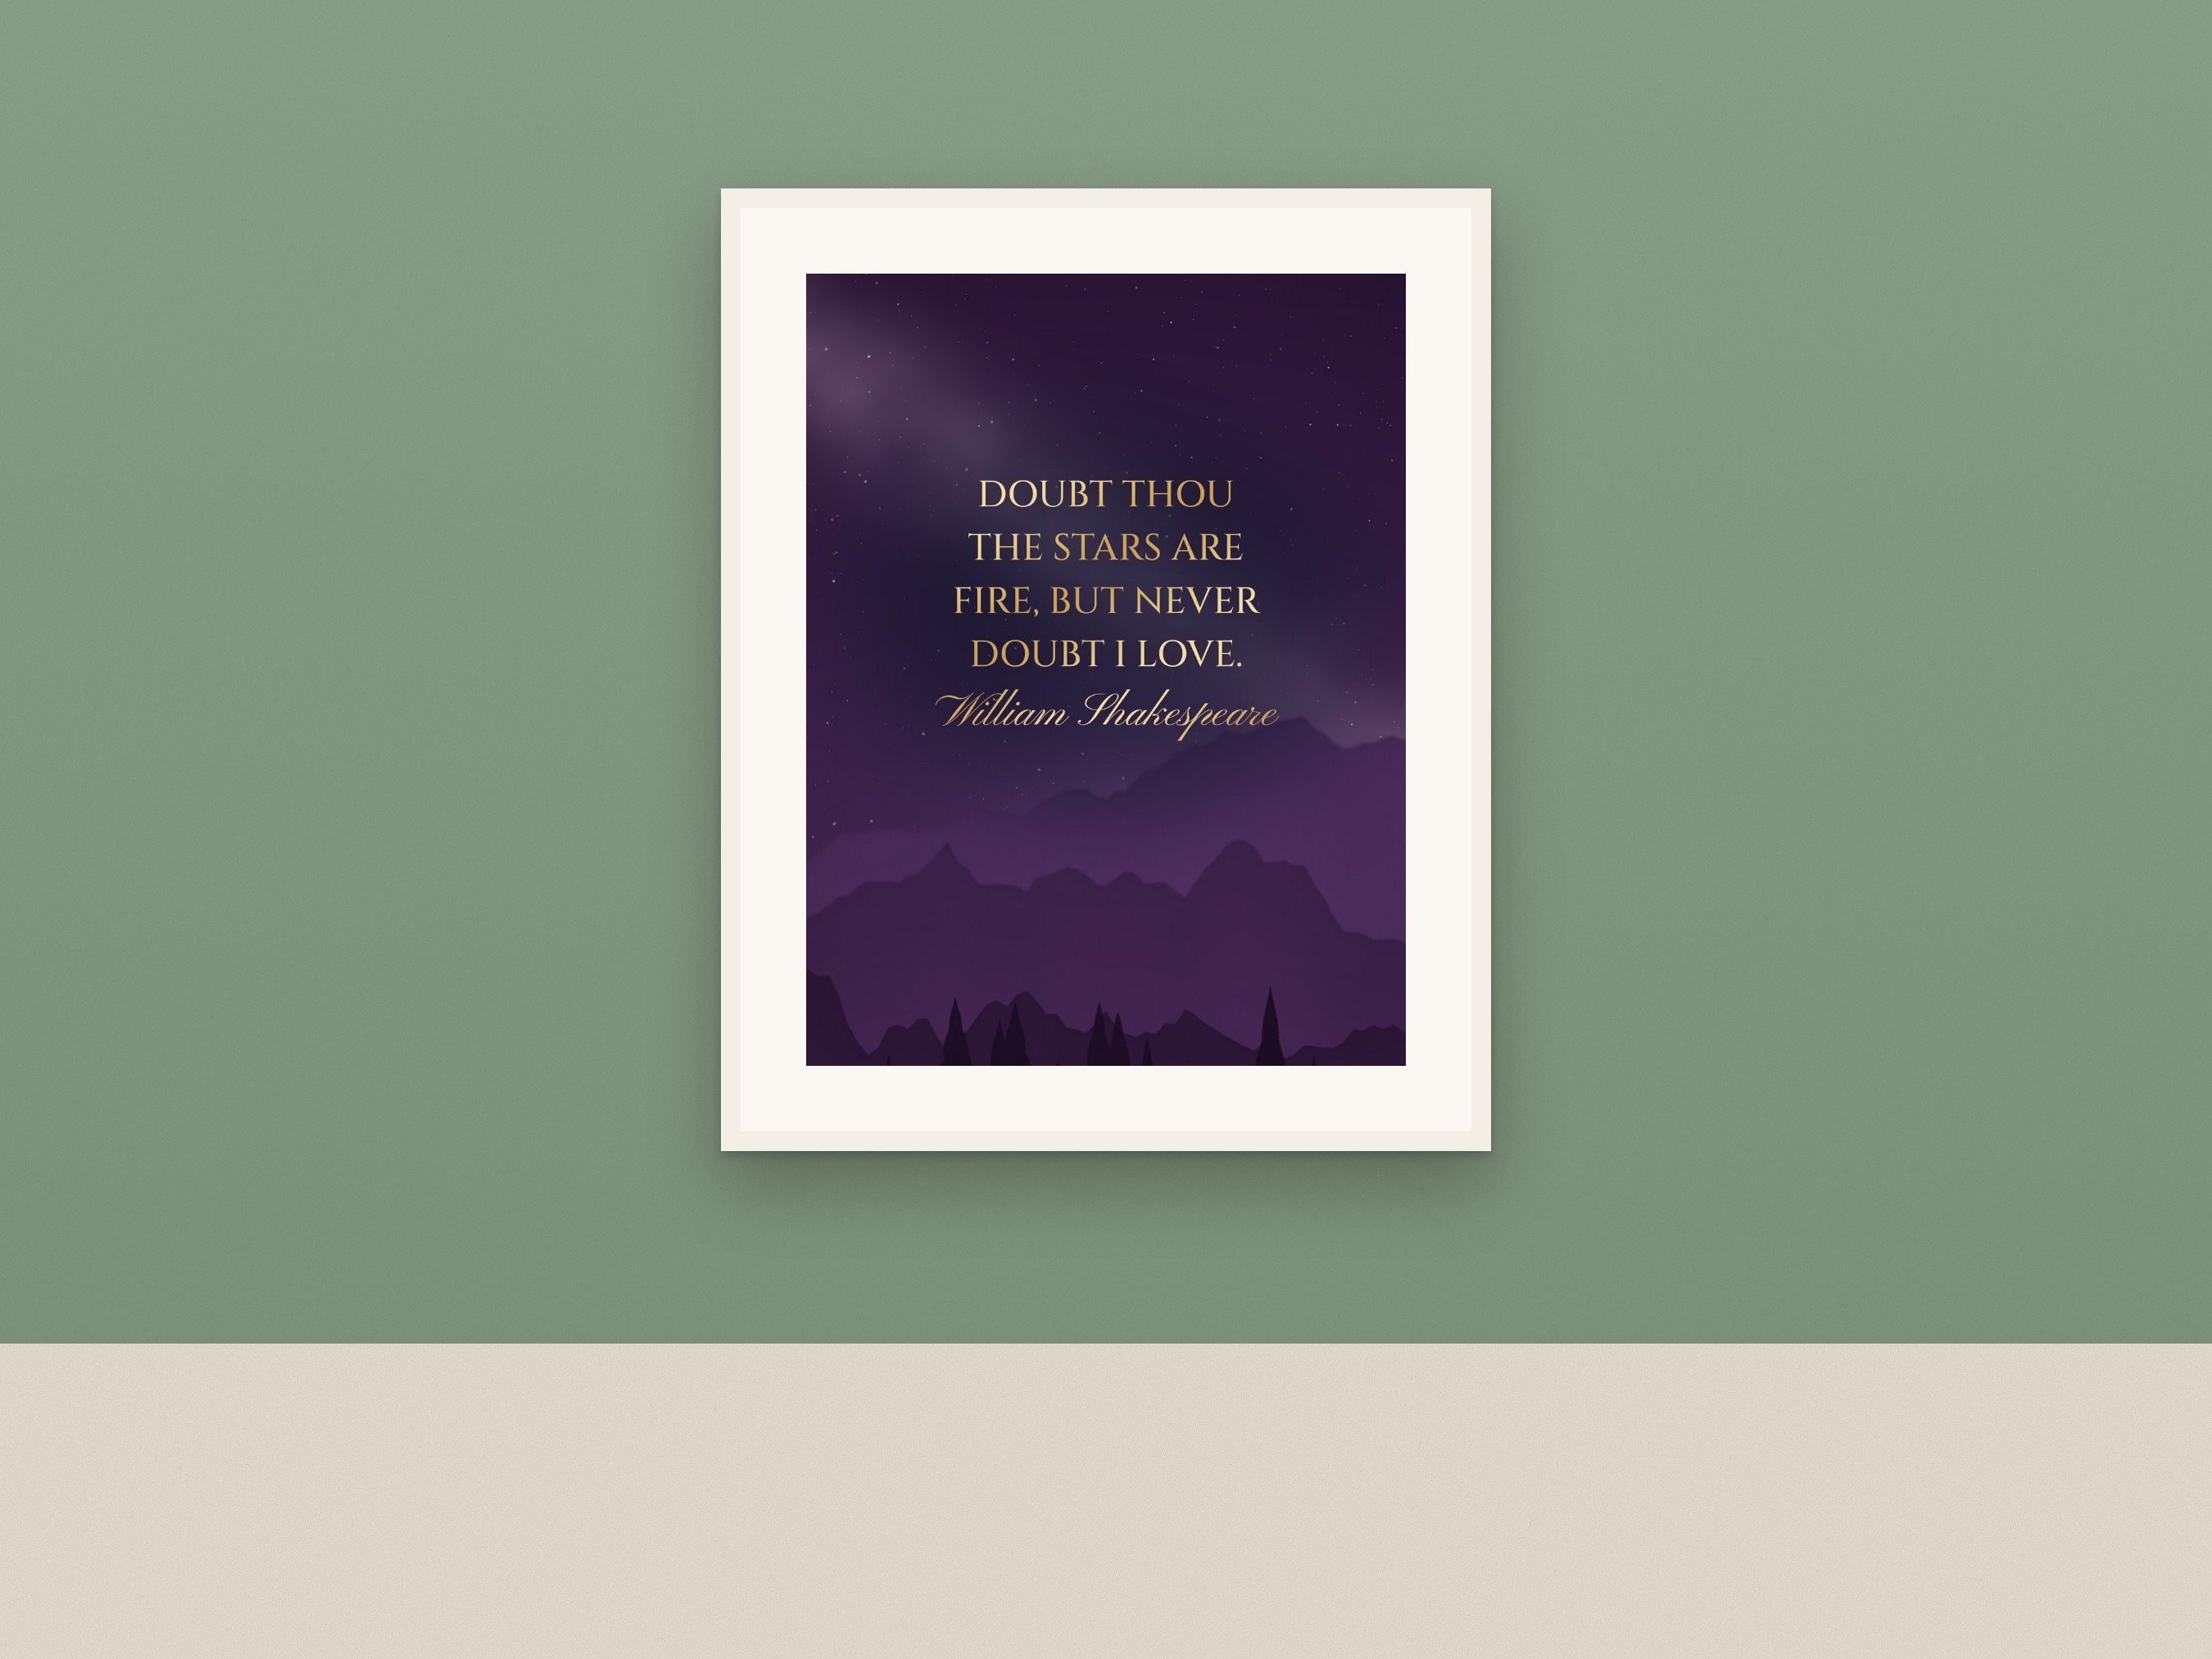 DOUBT THOU
THE STARS ARE
FIRE, BUT NEVER
DOUBT I LOVE.
William Shakespeare